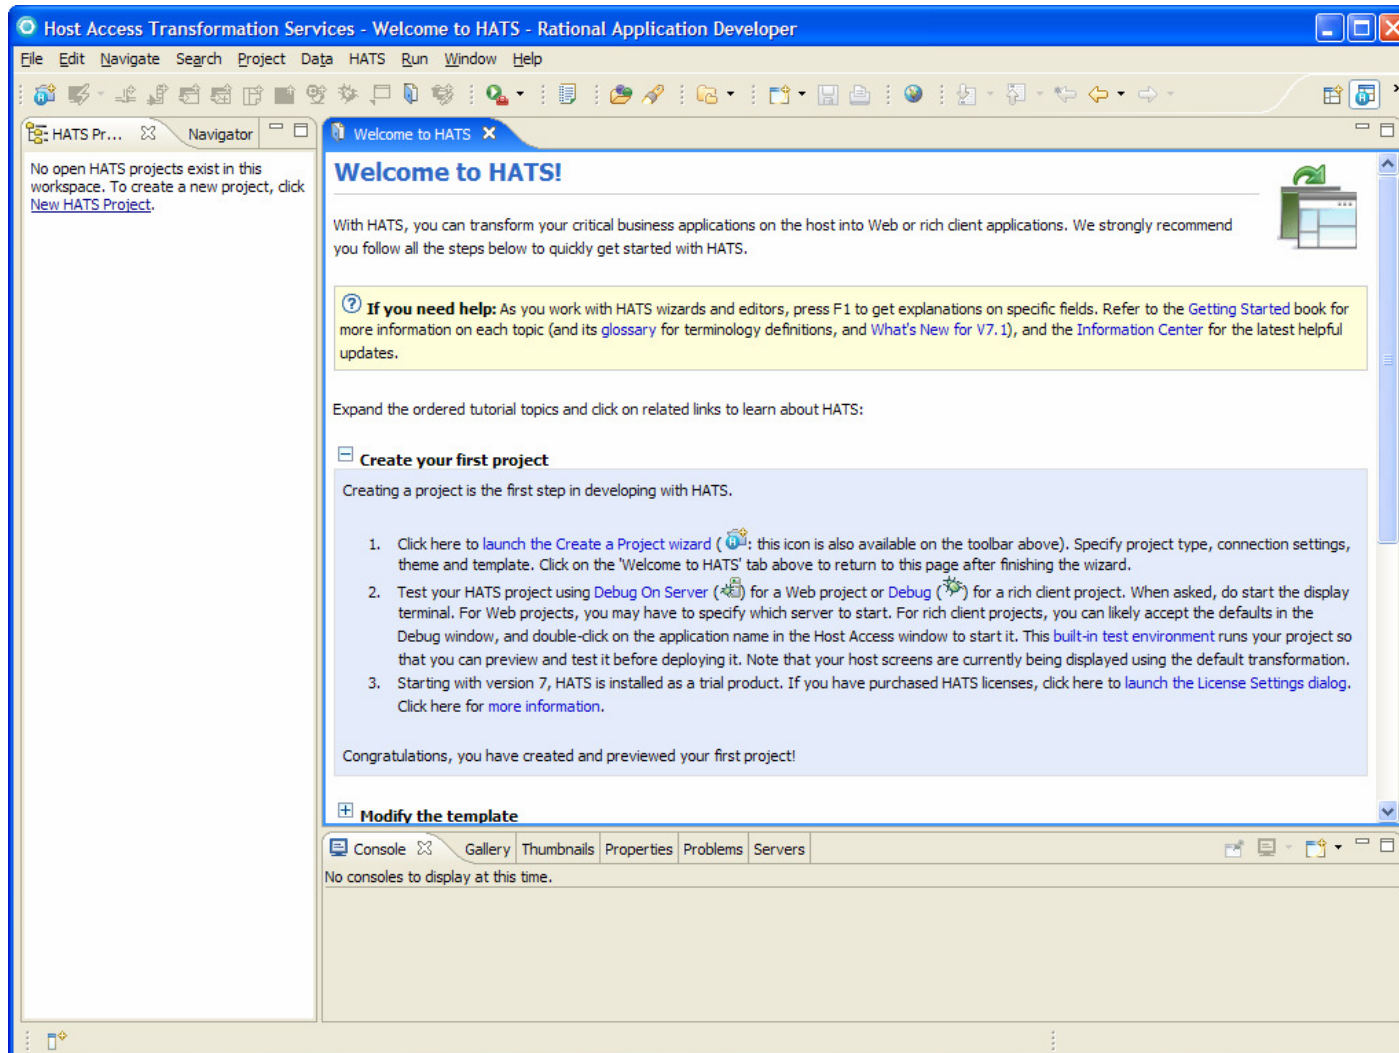 Host Access Transformation Services - Welcome to HATS - Rational Application Developer
File Edit Navigate Search Project Data HATS Run Window Help
HATS Pr... Navigator
No open HATS projects exist in this
workspace. To create a new project, click
New HATS Project.
Welcome to HATS
Welcome to HATS!
With HATS, you can transform your critical business applications on the host into Web or rich client applications. We strongly recommend
you follow all the steps below to quickly get started with HATS.
If you need help: As you work with HATS wizards and editors, press F1 to get explanations on specific fields. Refer to the Getting Started book for
more information on each topic (and its glossary for terminology definitions, and What's New for V7.1), and the Information Center for the latest helpful
updates.
Expand the ordered tutorial topics and click on related links to learn about HATS:
Create your first project
Creating a project is the first step in developing with HATS.
1. Click here to launch the Create a Project wizard ( : this icon is also available on the toolbar above). Specify project type, connection settings,
theme and template. Click on the 'Welcome to HATS' tab above to return to this page after finishing the wizard.
2. Test your HATS project using Debug On Server ( ) for a Web project or Debug ( ) for a rich client project. When asked, do start the display
terminal. For Web projects, you may have to specify which server to start. For rich client projects, you can likely accept the defaults in the
Debug window, and double-click on the application name in the Host Access window to start it. This built-in test environment runs your project so
that you can preview and test it before deploying it. Note that your host screens are currently being displayed using the default transformation.
3. Starting with version 7, HATS is installed as a trial product. If you have purchased HATS licenses, click here to launch the License Settings dialog.
Click here for more information.
Congratulations, you have created and previewed your first project!
Modify the template
Console Gallery Thumbnails Properties Problems Servers
No consoles to display at this time.